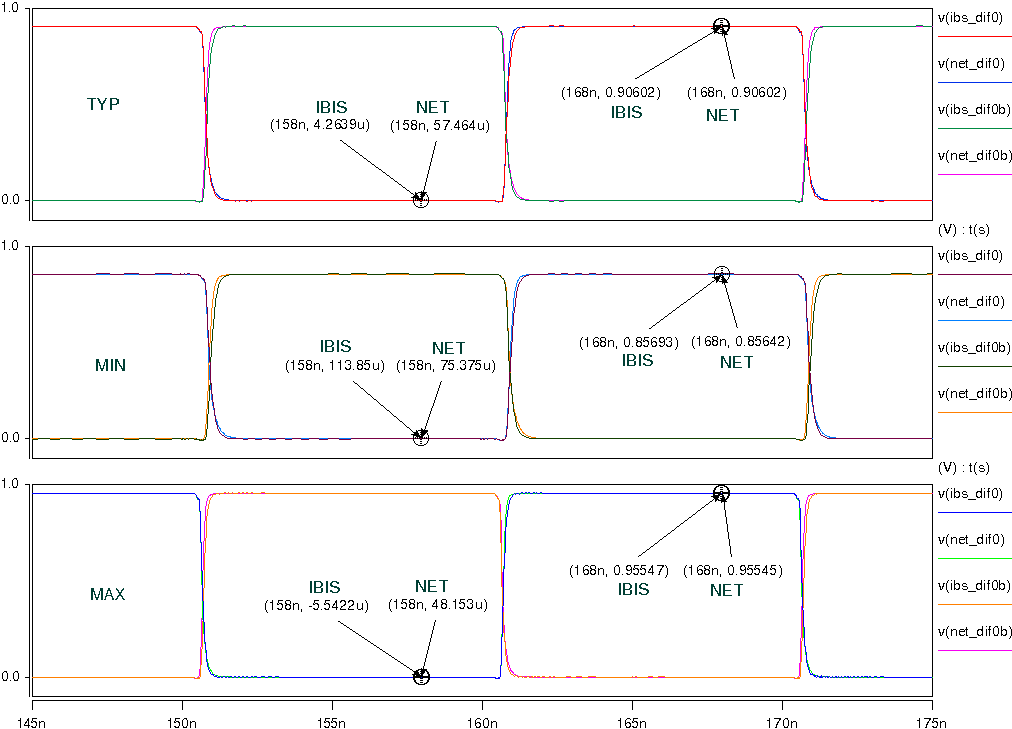 1.0
v(ibs_dif0)
v(net_dif0)
(168n, 0.90602) (168n, 0.90602)
TYP IBIS NET IBIS NET
v(ibs_dif0b)
(158n, 4.2639u) (158n, 57.464u)
v(net_dif0b)
0.0
(V) : t(s)
1.0
v(ibs_dif0)
v(net_dif0)
IBIS NET (168n, 0.85693) (168n, 0.85642)
v(ibs_dif0b)
MIN (158n, 113.85u) (158n, 75.375u) IBIS NET
v(net_dif0b)
0.0
(V) : t(s)
1.0
v(ibs_dif0)
v(net_dif0)
(168n, 0.95547) (168n, 0.95545)
MAX IBIS NET IBIS NET
v(ibs_dif0b)
(158n, -5.5422u) (158n, 48.153u)
v(net_dif0b)
0.0
145n 150n 155n 160n 165n 170n 175n